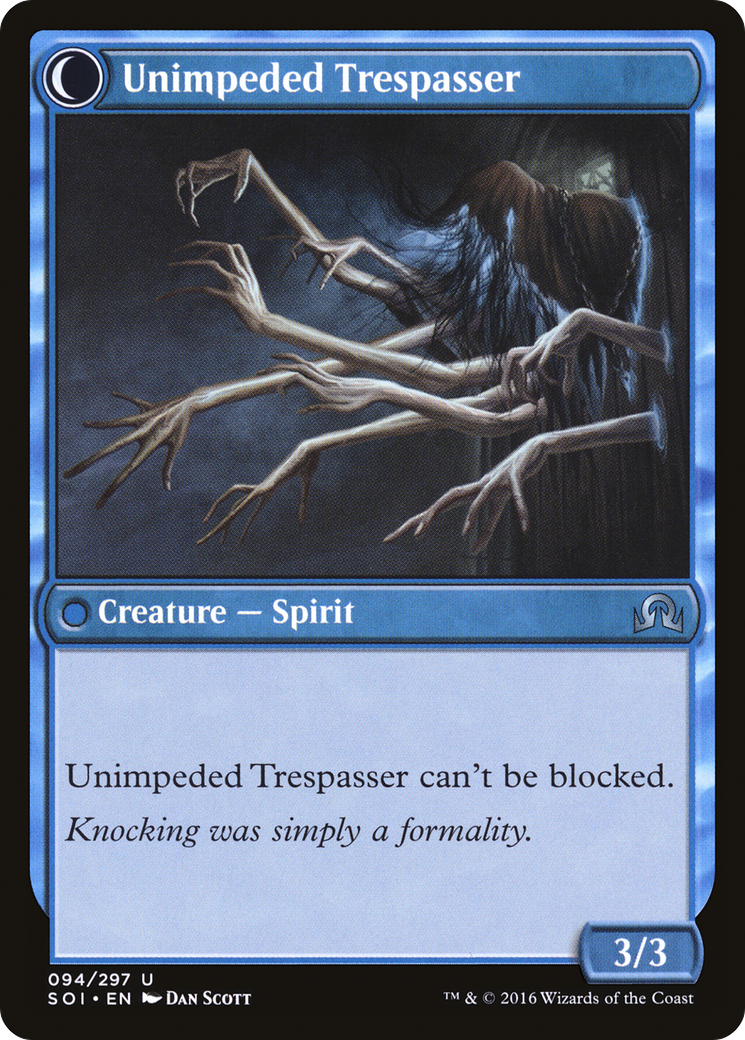 Unimpeded Trespasser
Creature — Spirit
Unimpeded Trespasser can't be blocked.
Knocking was simply a formality.
3/3
094/297 U
SOI • EN Dan Scott
™ & © 2016 Wizards of the Coast